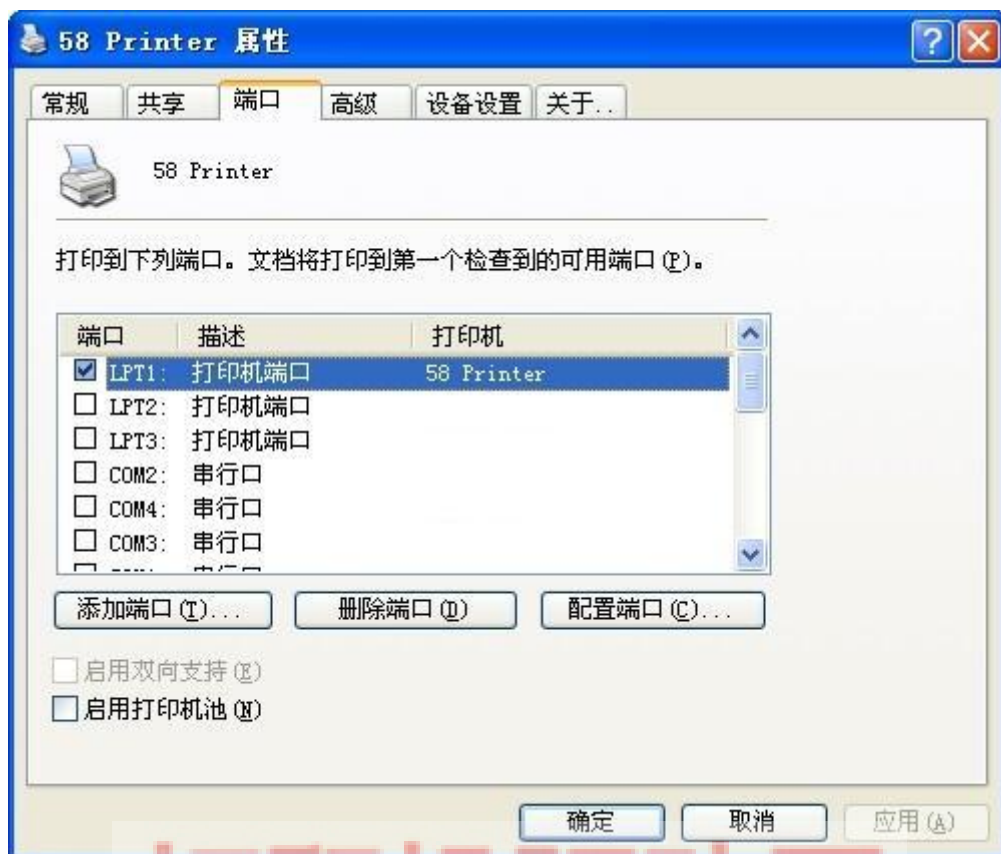 58 Printer 属性
常规 共享 端口 高级 设备设置 关于..
58 Printer
打印到下列端口。文档将打印到第一个检查到的可用端口(P)。
端口 描述 打印机
LPT1: 打印机端口 58 Printer
LPT2: 打印机端口
LPT3: 打印机端口
COM2: 串行口
COM4: 串行口
COM3: 串行口
添加端口(T)... 删除端口(D) 配置端口(C)...
启用双向支持(E)
启用打印机池(N)
确定 取消 应用(A)